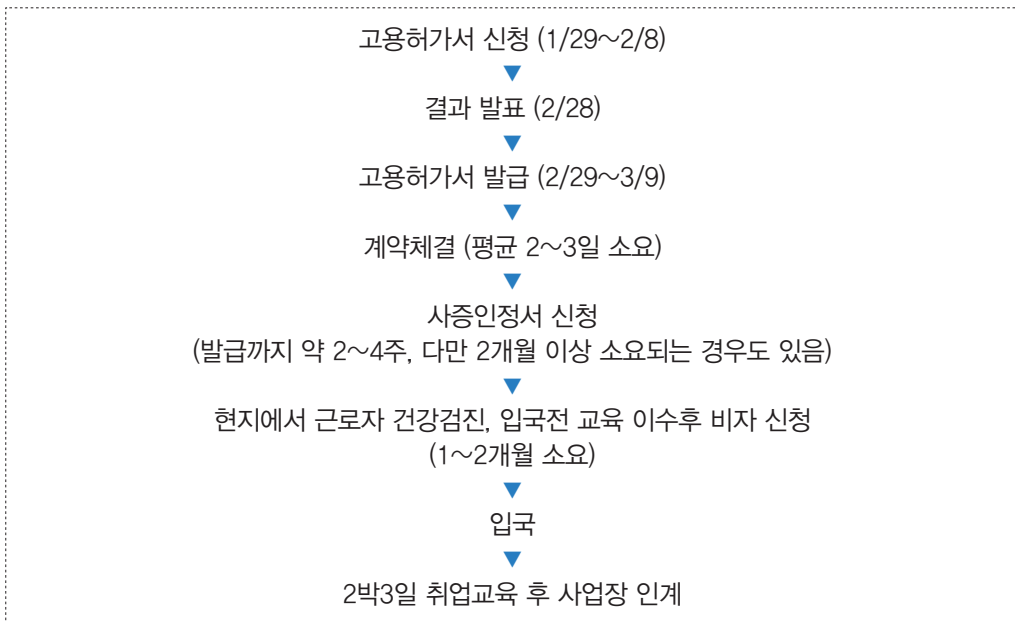 고용허가서 신청 (1/29～2/8)
▼
결과 발표 (2/28)
▼
고용허가서 발급 (2/29～3/9)
▼
계약체결 (평균 2～3일 소요)
▼
사증인정서 신청
(발급까지 약 2～4주, 다만 2개월 이상 소요되는 경우도 있음)
▼
현지에서 근로자 건강검진, 입국전 교육 이수후 비자 신청
(1～2개월 소요)
▼
입국
▼
2박3일 취업교육 후 사업장 인계